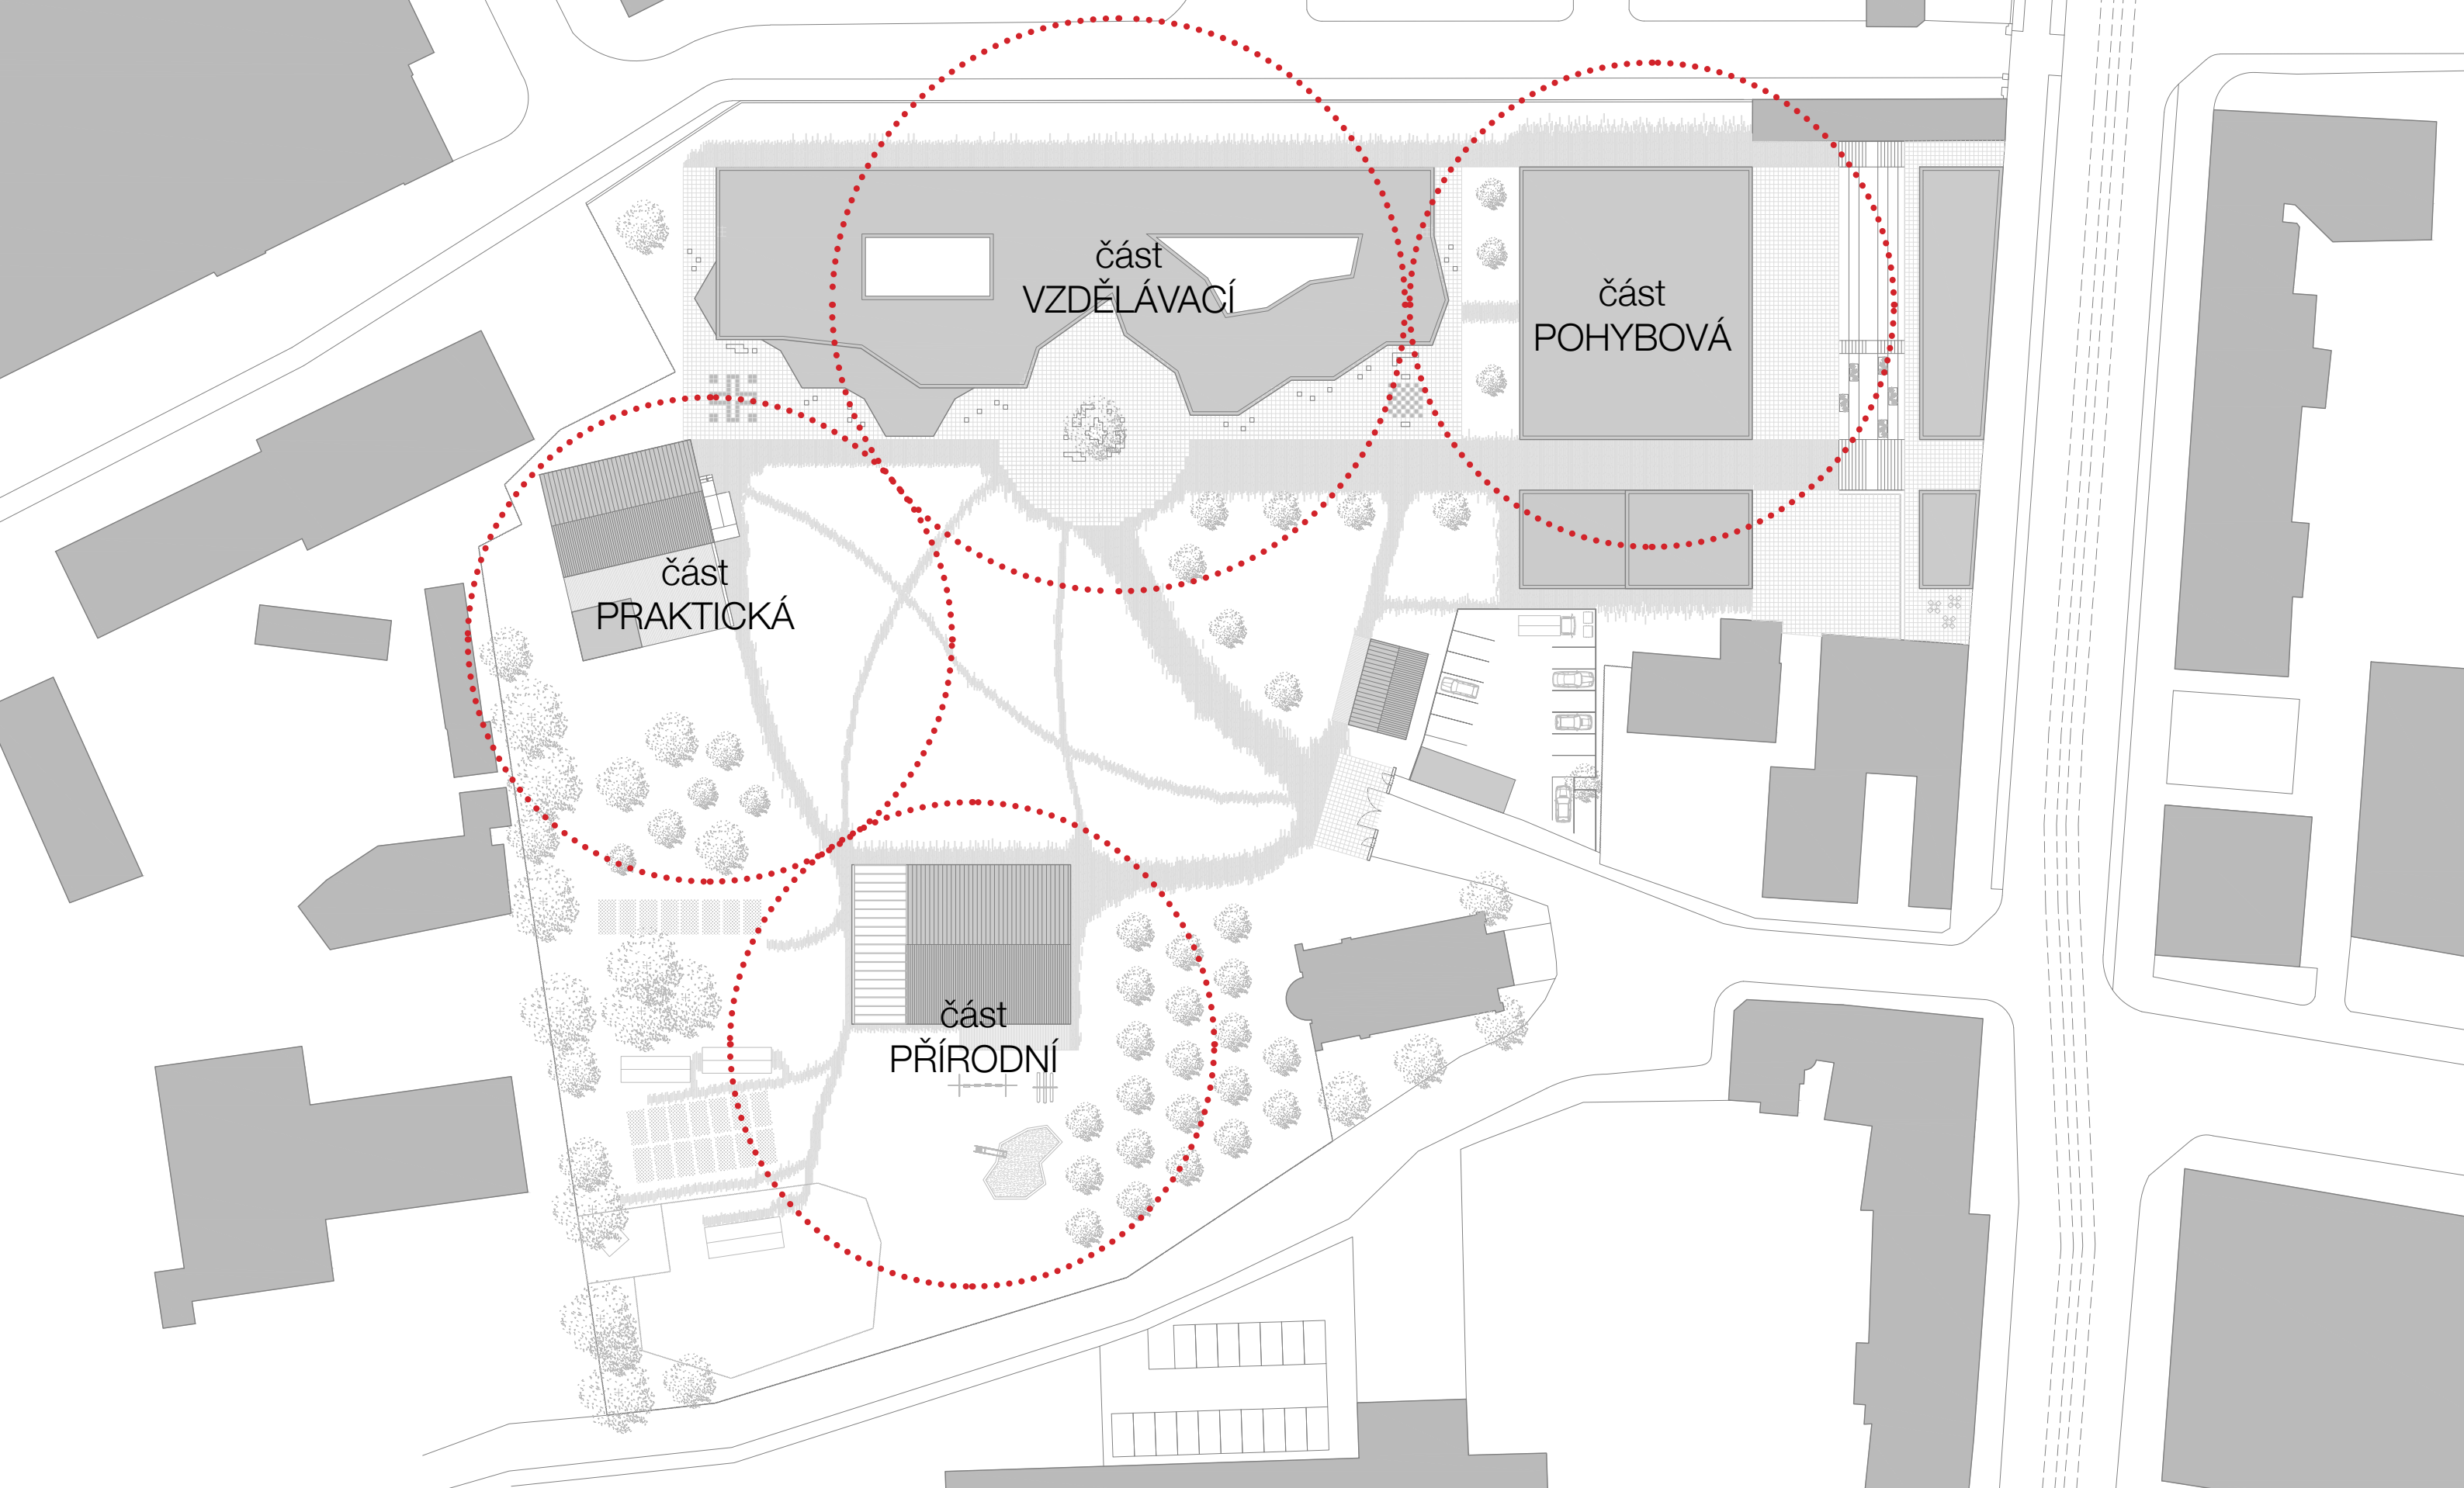 část
VZDĚLÁVACÍ
část
POHYBOVÁ
část
PRAKTICKÁ
část
PŘÍRODNÍ